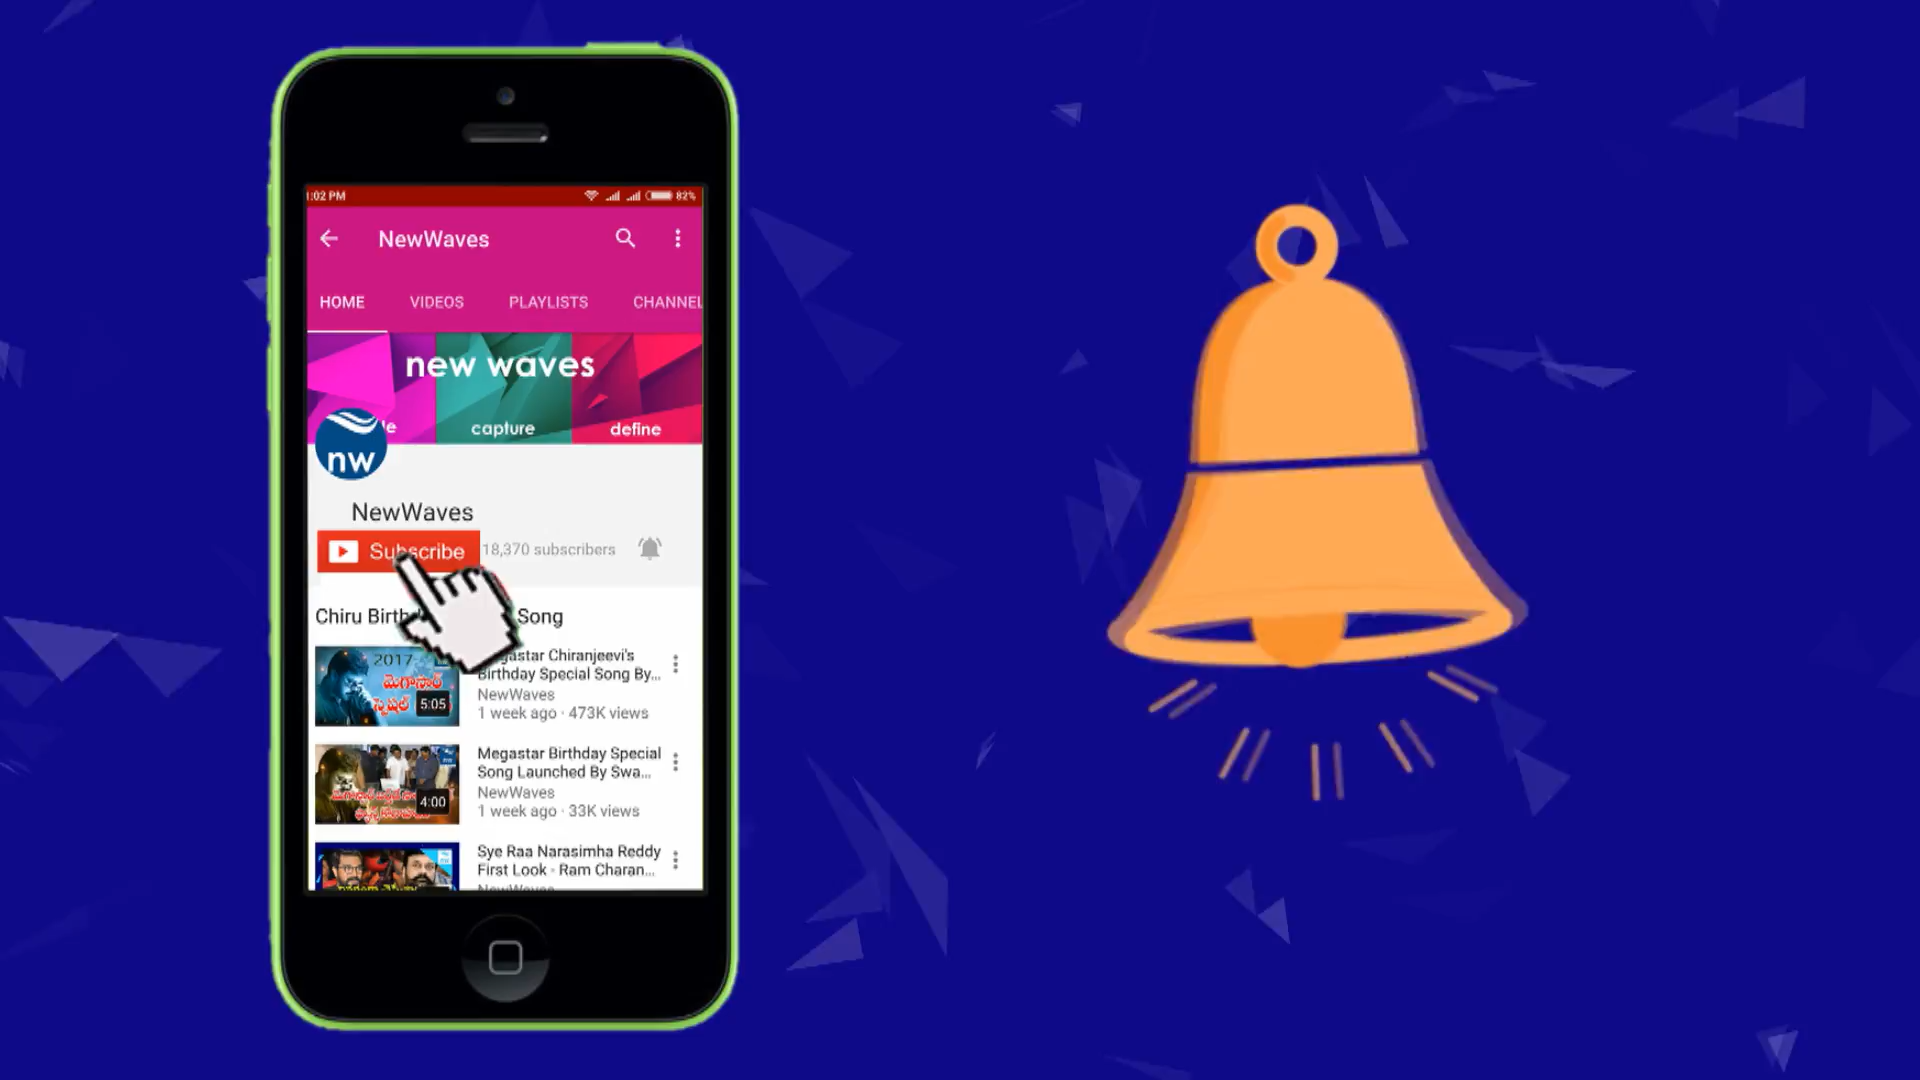 1:02 PM
82%
NewWaves
HOME VIDEOS PLAYLISTS CHANNEL
new waves
capture
define
nw
NewWaves
Subscribe
18,370 subscribers
Chiru
Song
2017
మెగాస్టార్
స్పెషల్
5:05
Chiranjeevi's
Birthday Special Song By...
NewWaves
1 week ago · 473K views
4:00
Megastar Birthday Special
Song Launched By Swa...
NewWaves
1 week ago · 33K views
Sye Raa Narasimha Reddy
First Look - Ram Charan...
NewWaves